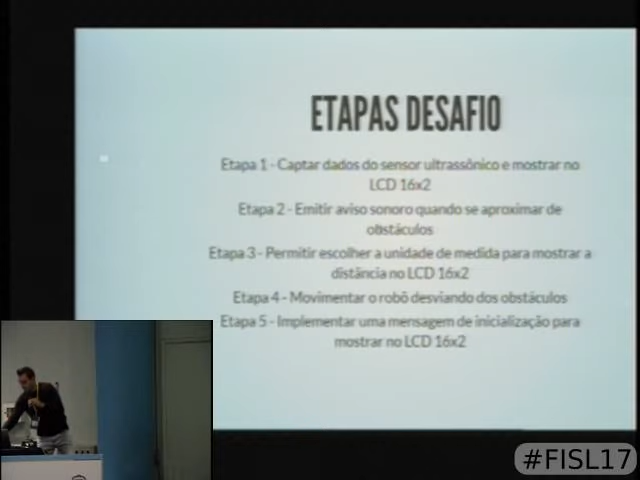 ETAPAS DESAFIO
Etapa 1 - Captar dados do sensor ultrassônico e mostrar no
LCD 16x2
Etapa 2 - Emitir aviso sonoro quando se aproximar de
obstáculos
Etapa 3 - Permitir escolher a unidade de medida para mostrar a
distância no LCD 16x2
Etapa 4 - Movimentar o robô desviando dos obstáculos
Etapa 5 - Implementar uma mensagem de inicialização para
mostrar no LCD 16x2
#FISL17